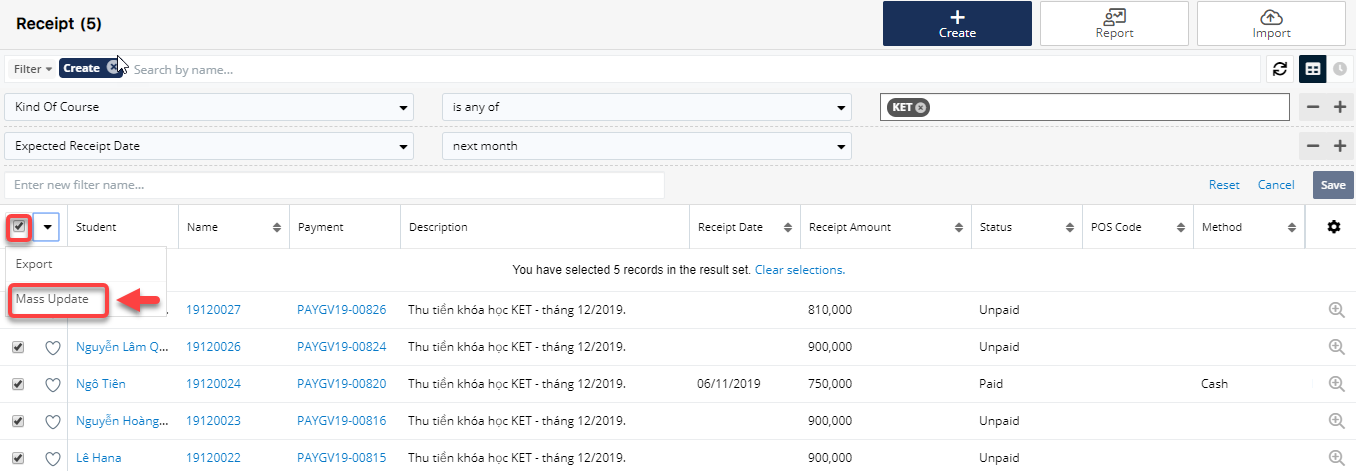 Receipt (5)
Create
Report
Import
Filter Create Search by name...
Kind Of Course is any of KET
Expected Receipt Date next month
Enter new filter name... Reset Cancel Save
Student Name Payment Description Receipt Date Receipt Amount Status POS Code Method
Export
You have selected 5 records in the result set. Clear selections.
Mass Update
19120027 PAYGV19-00826 Thu tiền khóa học KET - tháng 12/2019. 810,000 Unpaid
Nguyễn Lâm Q... 19120026 PAYGV19-00824 Thu tiền khóa học KET - tháng 12/2019. 900,000 Unpaid
Ngô Tiên 19120024 PAYGV19-00820 Thu tiền khóa học KET - tháng 12/2019. 06/11/2019 750,000 Paid Cash
Nguyễn Hoàng... 19120023 PAYGV19-00816 Thu tiền khóa học KET - tháng 12/2019. 900,000 Unpaid
Lê Hana 19120022 PAYGV19-00815 Thu tiền khóa học KET - tháng 12/2019. 900,000 Unpaid